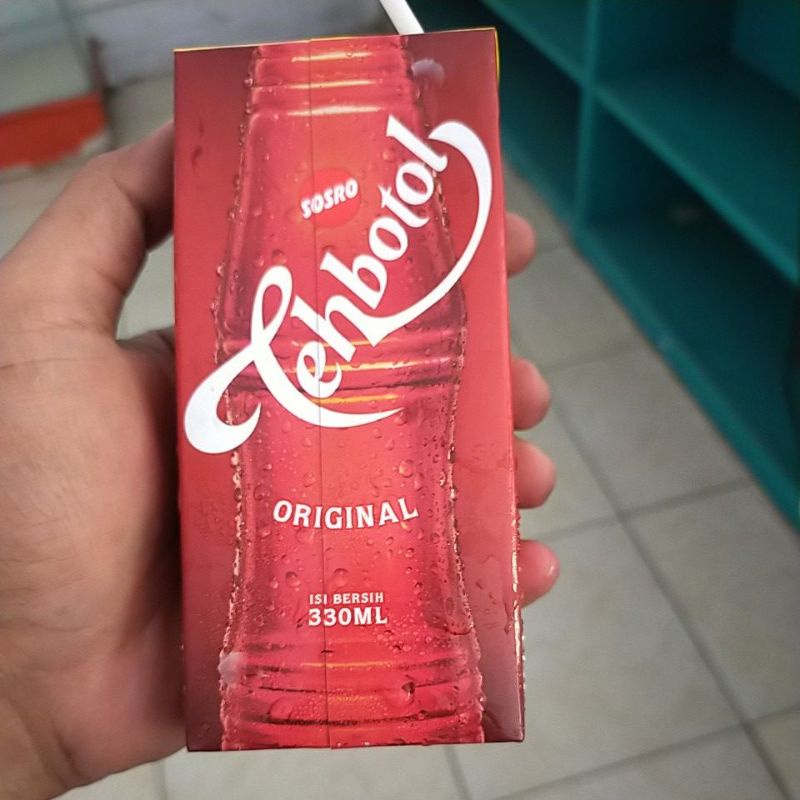 SOSRO
Tehbotol
ORIGINAL
ISI BERSIH
330ML